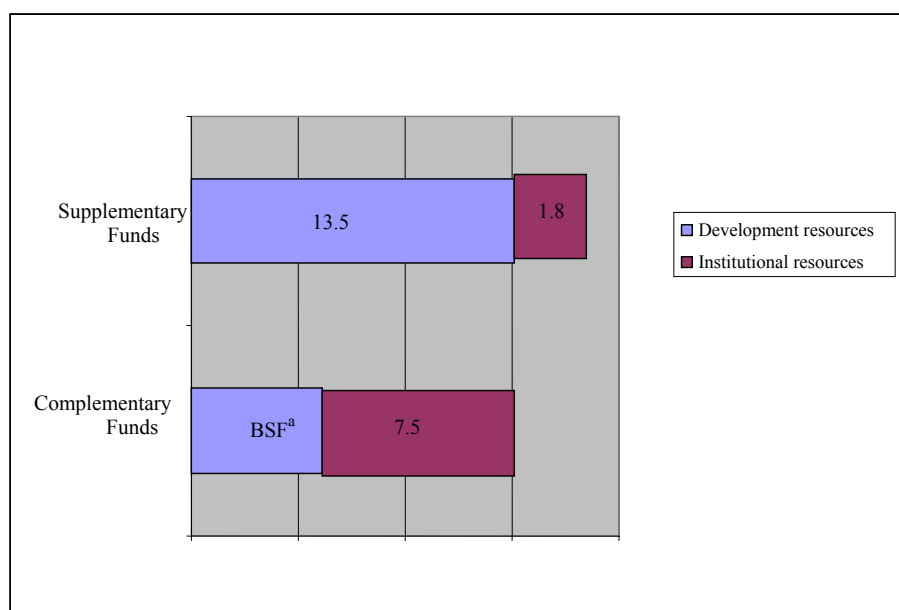 Supplementary
Funds
13.5
1.8
Development resources
Institutional resources
Complementary
Funds
BSFᵃ
7.5